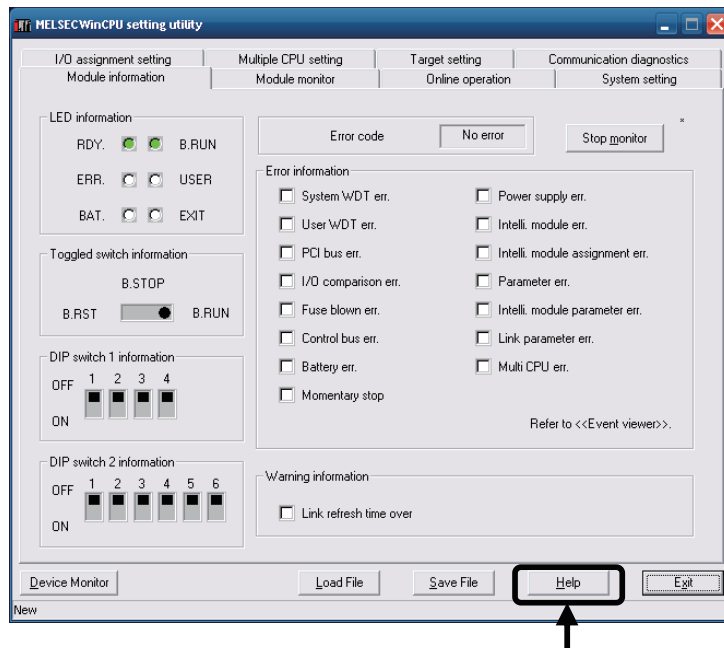 MELSECWinCPU setting utility
I/O assignment setting Multiple CPU setting Target setting Communication diagnostics
Module information Module monitor Online operation System setting
LED information
RDY. B.RUN
ERR. USER
BAT. EXIT
Toggled switch information
B.STOP
B.RST B.RUN
DIP switch 1 information
OFF 1 2 3 4
ON
DIP switch 2 information
OFF 1 2 3 4 5 6
ON
Error code No error Stop monitor
*
Error information
System WDT err. Power supply err.
User WDT err. Intelli. module err.
PCI bus err. Intelli. module assignment err.
I/O comparison err. Parameter err.
Fuse blown err. Intelli. module parameter err.
Control bus err. Link parameter err.
Battery err. Multi CPU err.
Momentary stop
Refer to <<Event viewer>>.
Warning information
Link refresh time over
Device Monitor Load File Save File Help Exit
New